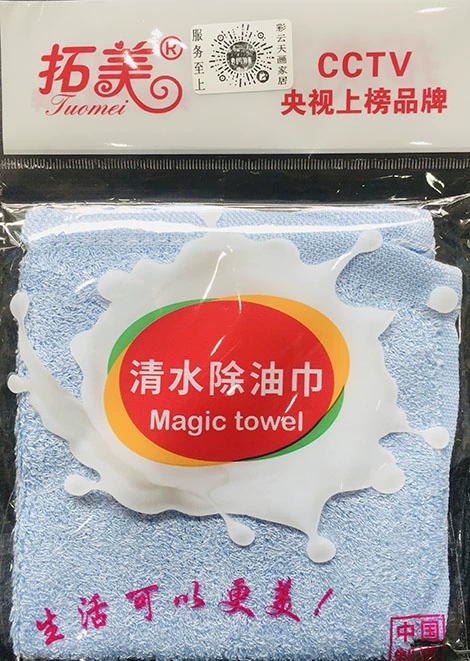 拓美®
Tuomei
服务至上
彩云天画家居
CCTV
央视上榜品牌
清水除油巾
Magic towel
生活可以更美！
中国